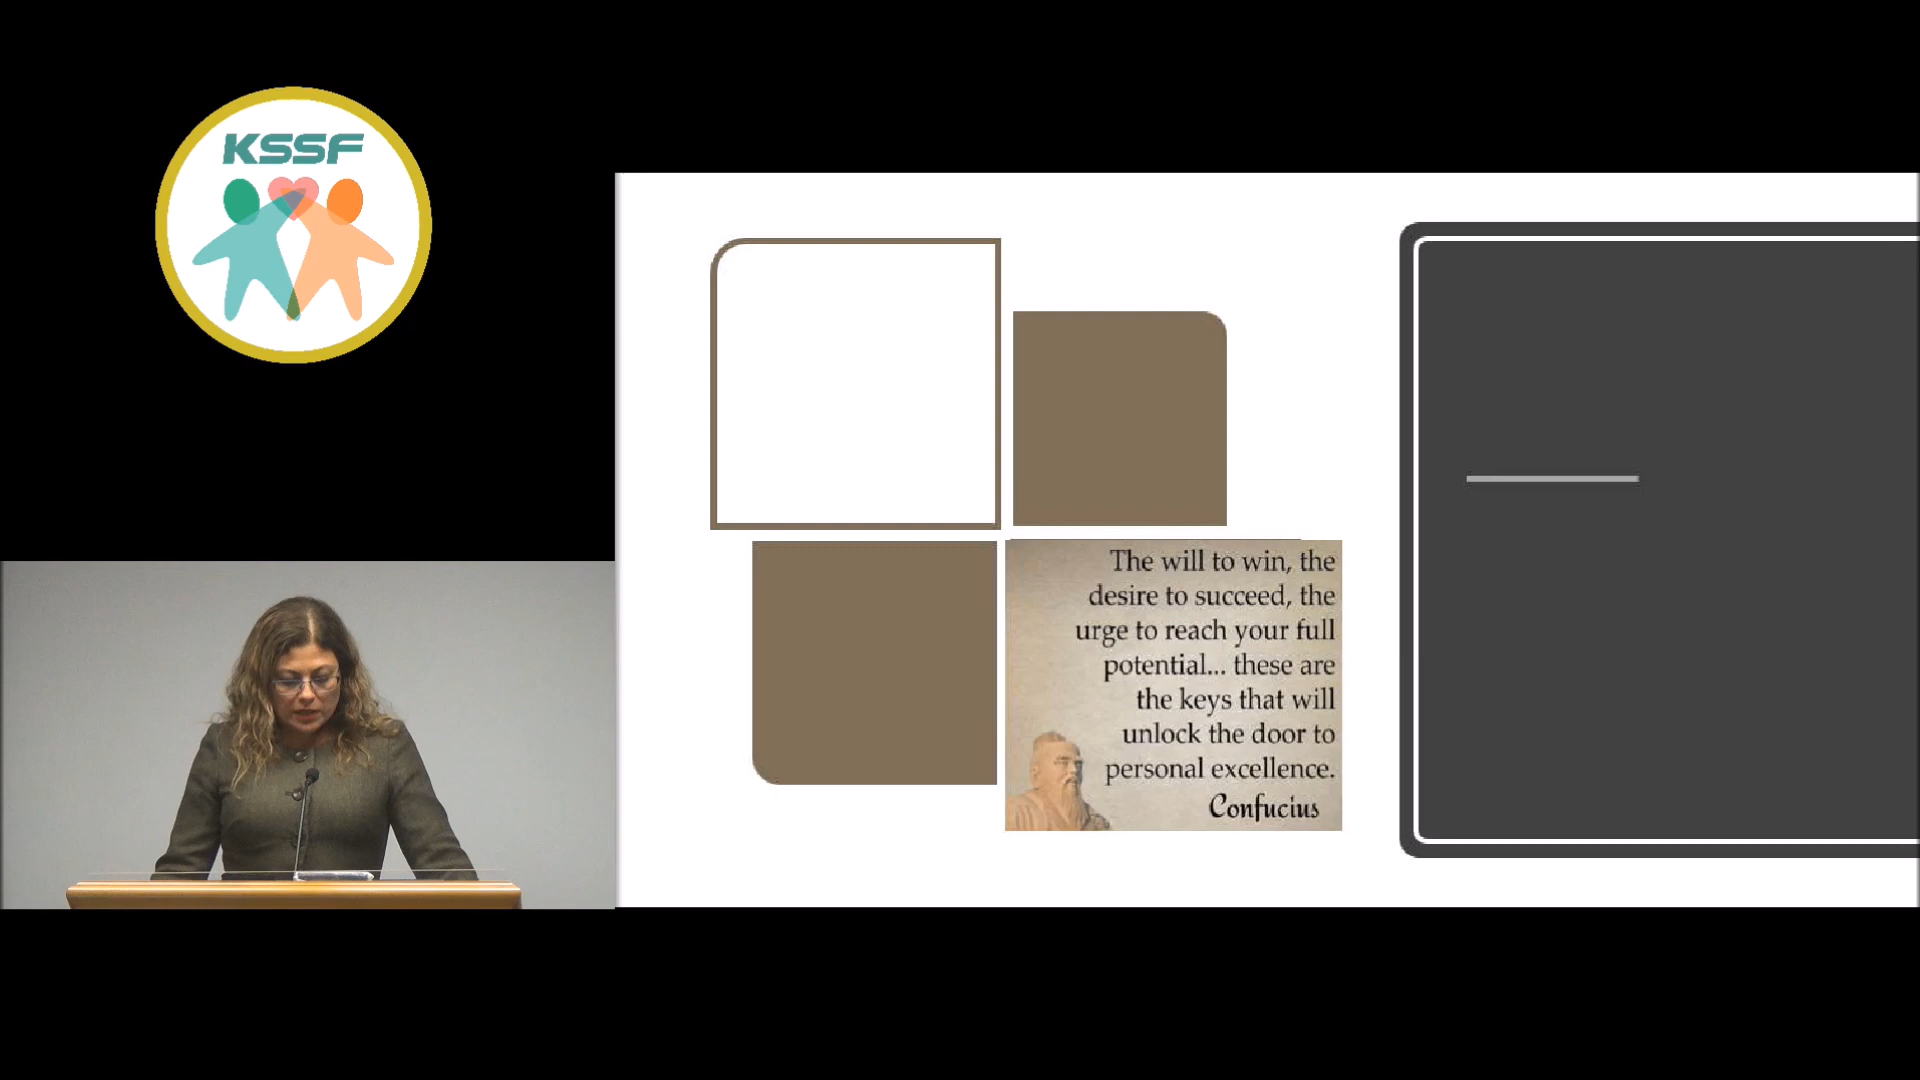 KSSF
The will to win, the
desire to succeed, the
urge to reach your full
potential... these are
the keys that will
unlock the door to
personal excellence.
Confucius